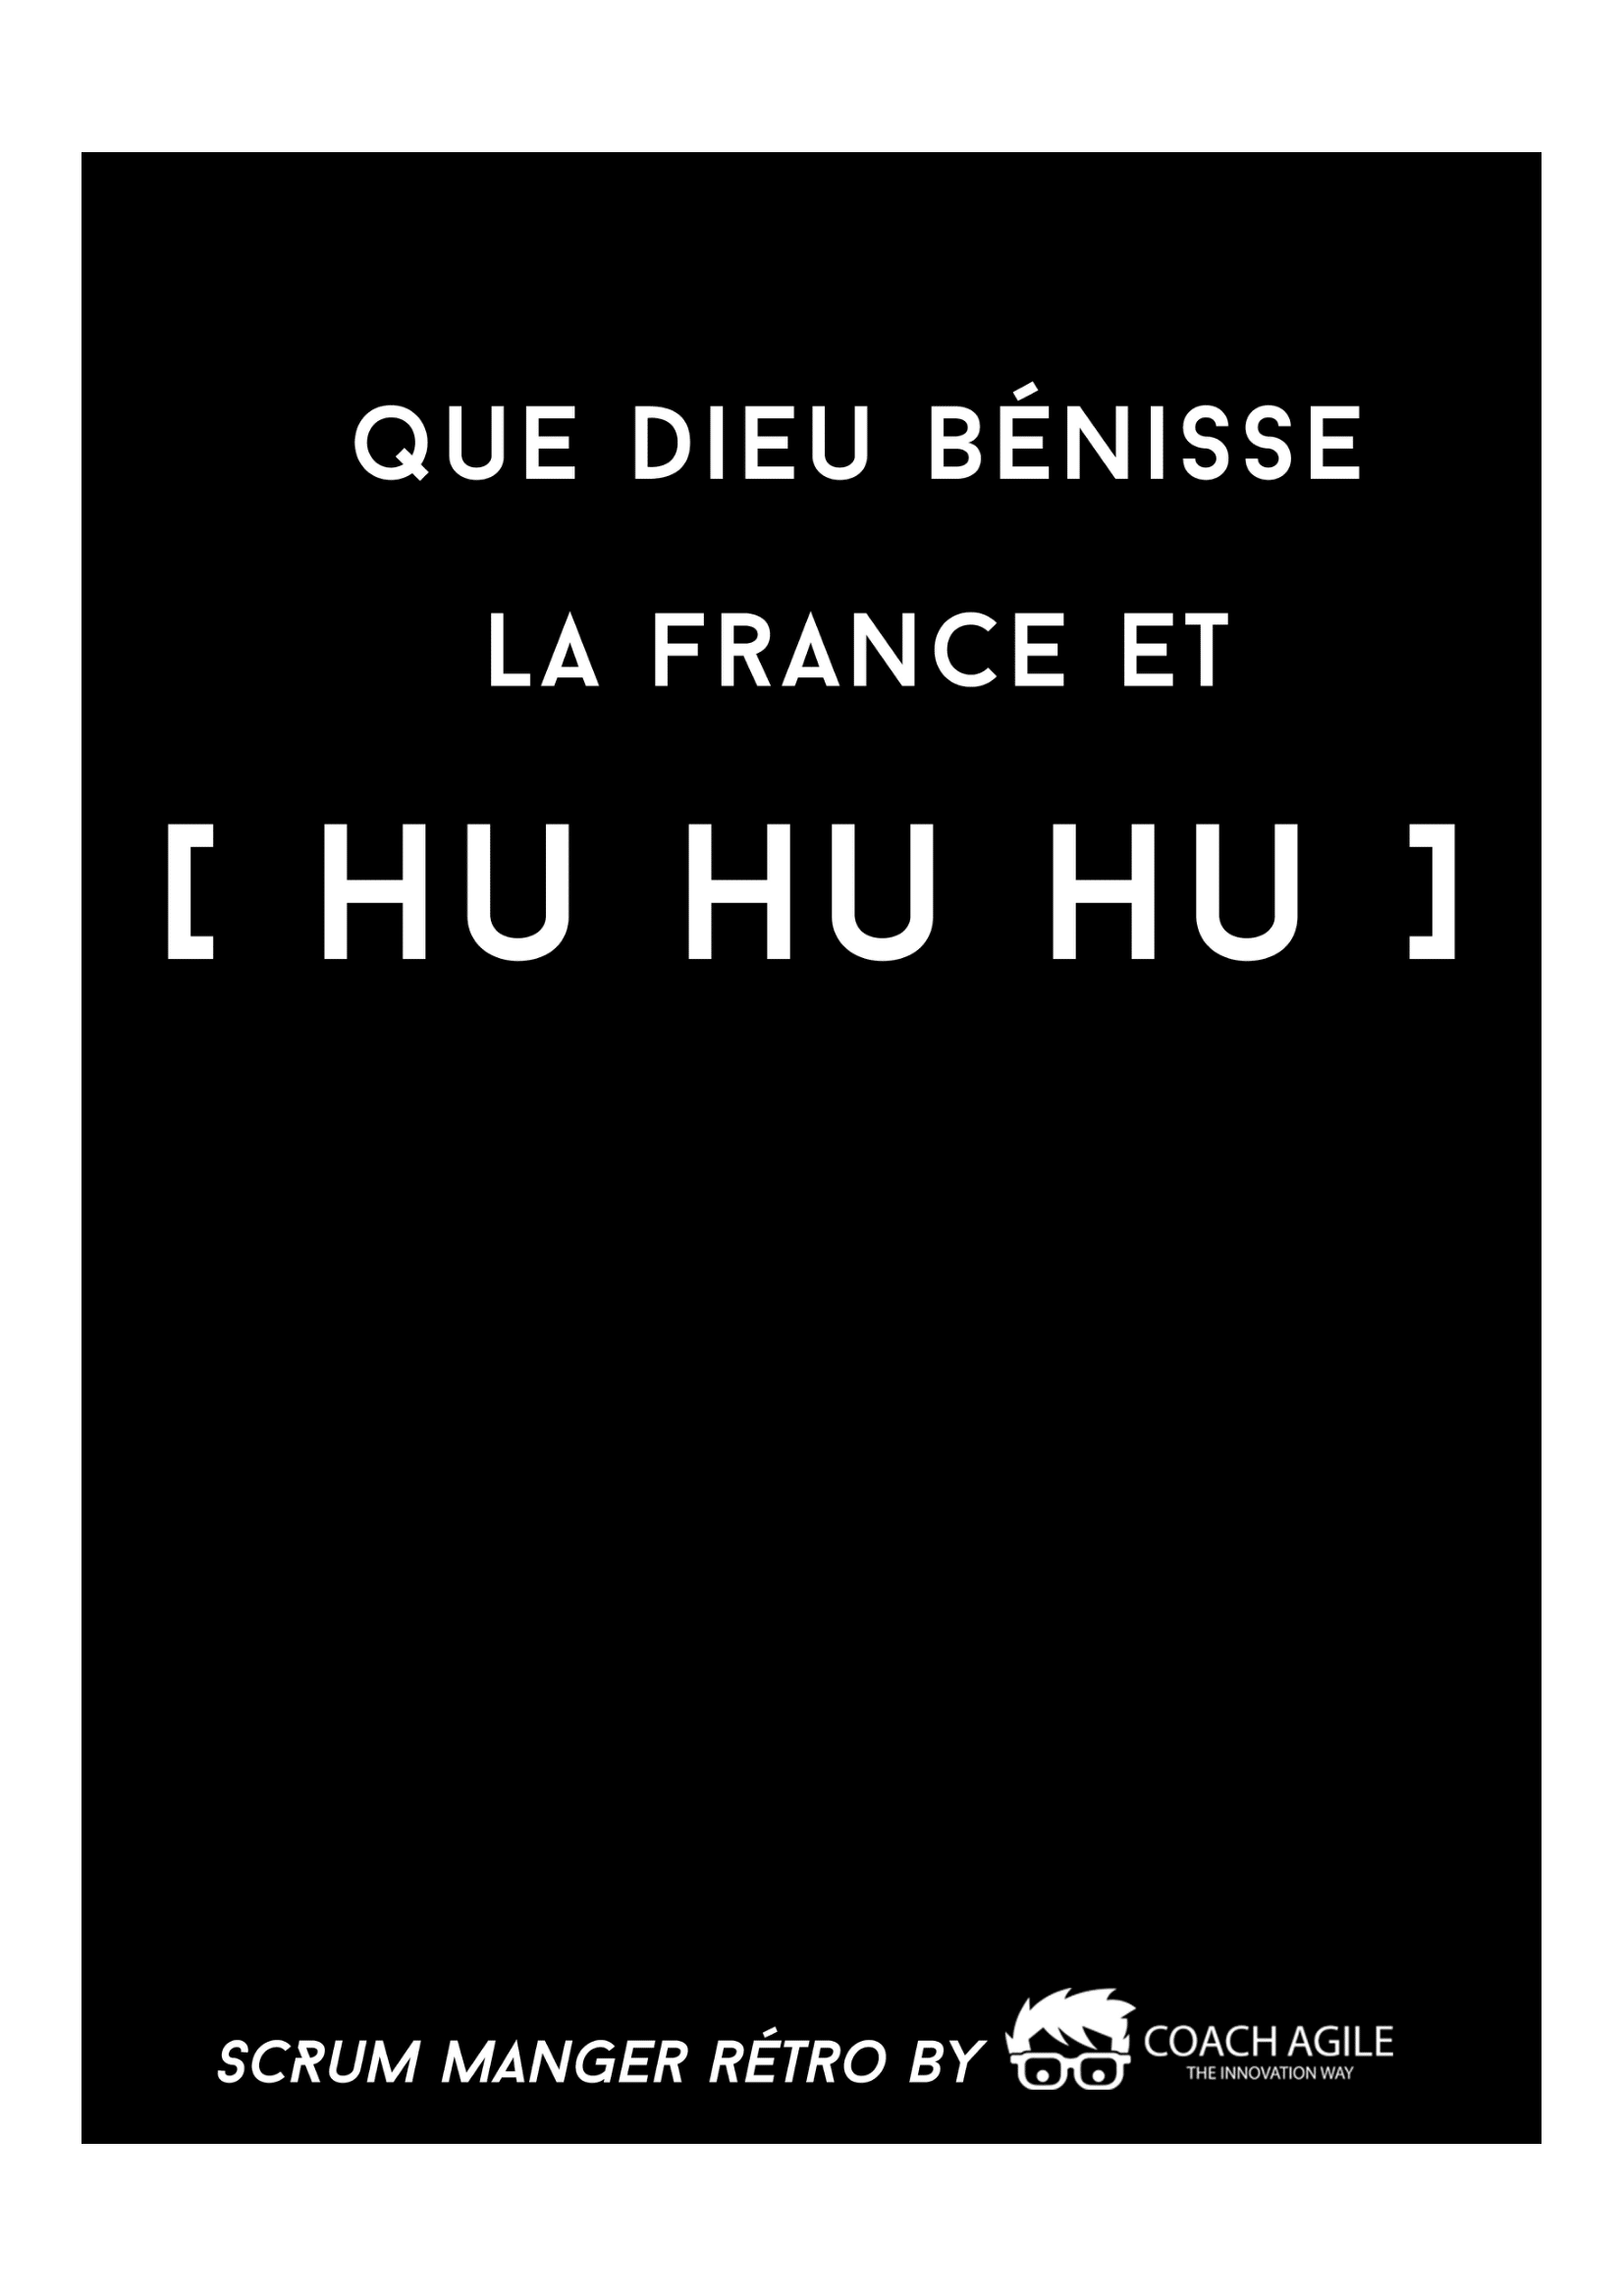 QUE DIEU BÉNISSE
LA FRANCE ET
[ HU HU HU ]
SCRUM MANGER RÉTRO BY
COACH AGILE
THE INNOVATION WAY